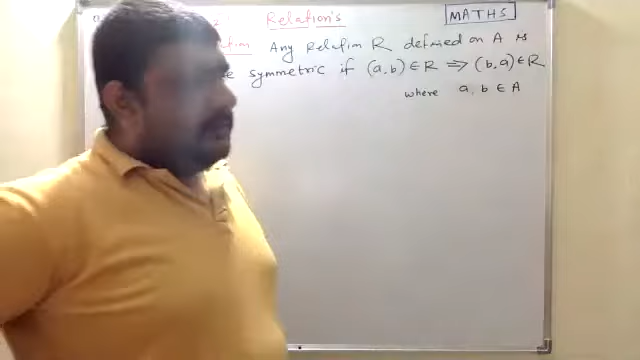 Relation's MATHS
Any Relation R defined on A is
symmetric if (a,b) ∈ R ⇒ (b,a) ∈ R
where a, b ∈ A